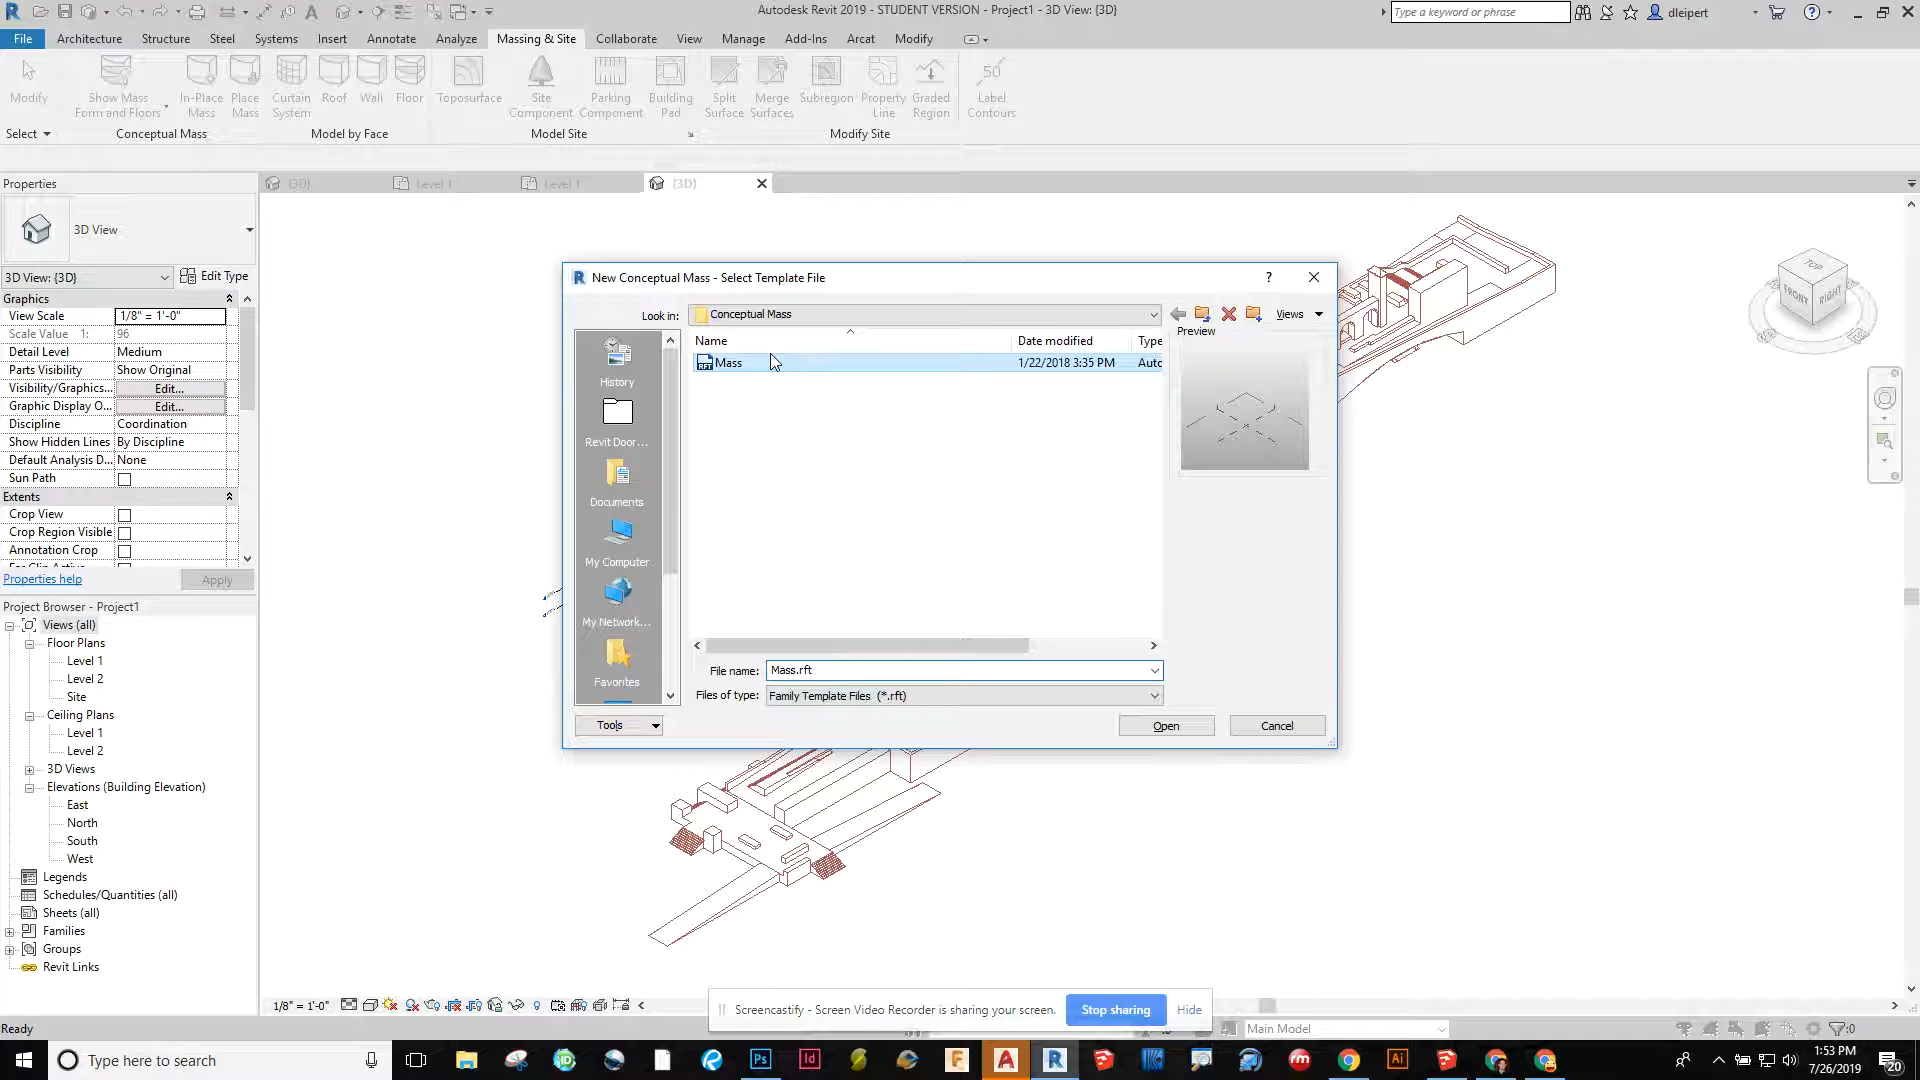 Autodesk Revit 2019 - STUDENT VERSION - Project1 - 3D View: {3D}
Type a keyword or phrase
dleipert
File Architecture Structure Steel Systems Insert Annotate Analyze Massing & Site Collaborate View Manage Add-Ins Arcat Modify
Modify
Show Mass
Form and Floors
In-Place
Mass
Place
Mass
Curtain
System
Roof
Wall
Floor
Toposurface
Site
Component
Parking
Component
Building
Pad
Split
Surface
Merge
Surfaces
Subregion
Property
Line
Graded
Region
50
Label
Contours
Select
Conceptual Mass
Model by Face
Model Site
Modify Site
Properties
{3D}
Level 1
Level 1
{3D}
3D View
3D View: {3D}
Edit Type
Graphics
View Scale 1/8" = 1'-0"
Scale Value 1: 96
Detail Level Medium
Parts Visibility Show Original
Visibility/Graphics... Edit...
Graphic Display O... Edit...
Discipline Coordination
Show Hidden Lines By Discipline
Default Analysis D... None
Sun Path
Extents
Crop View
Crop Region Visible
Annotation Crop
Properties help
Apply
Project Browser - Project1
Views (all)
Floor Plans
Level 1
Level 2
Site
Ceiling Plans
Level 1
Level 2
3D Views
Elevations (Building Elevation)
East
North
South
West
Legends
Schedules/Quantities (all)
Sheets (all)
Families
Groups
Revit Links
New Conceptual Mass - Select Template File
Look in: Conceptual Mass
Views
Name Date modified Type
Mass 1/22/2018 3:35 PM Auto
Preview
History
Revit Door...
Documents
My Computer
My Network...
Favorites
File name: Mass.rft
Files of type: Family Template Files (*.rft)
Tools
Open
Cancel
TOP
FRONT
RIGHT
1/8" = 1'-0"
Screencastify - Screen Video Recorder is sharing your screen.
Stop sharing
Hide
Ready
Main Model
:0
Type here to search
1:53 PM
7/26/2019
20